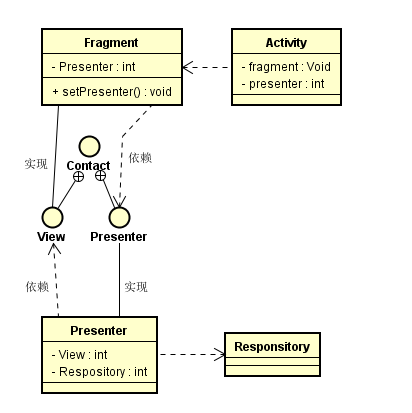 Fragment
- Presenter : int
+ setPresenter() : void
Activity
- fragment : Void
- presenter : int
实现
Contact
依赖
View
Presenter
依赖
实现
Presenter
- View : int
- Respository : int
Responsitory